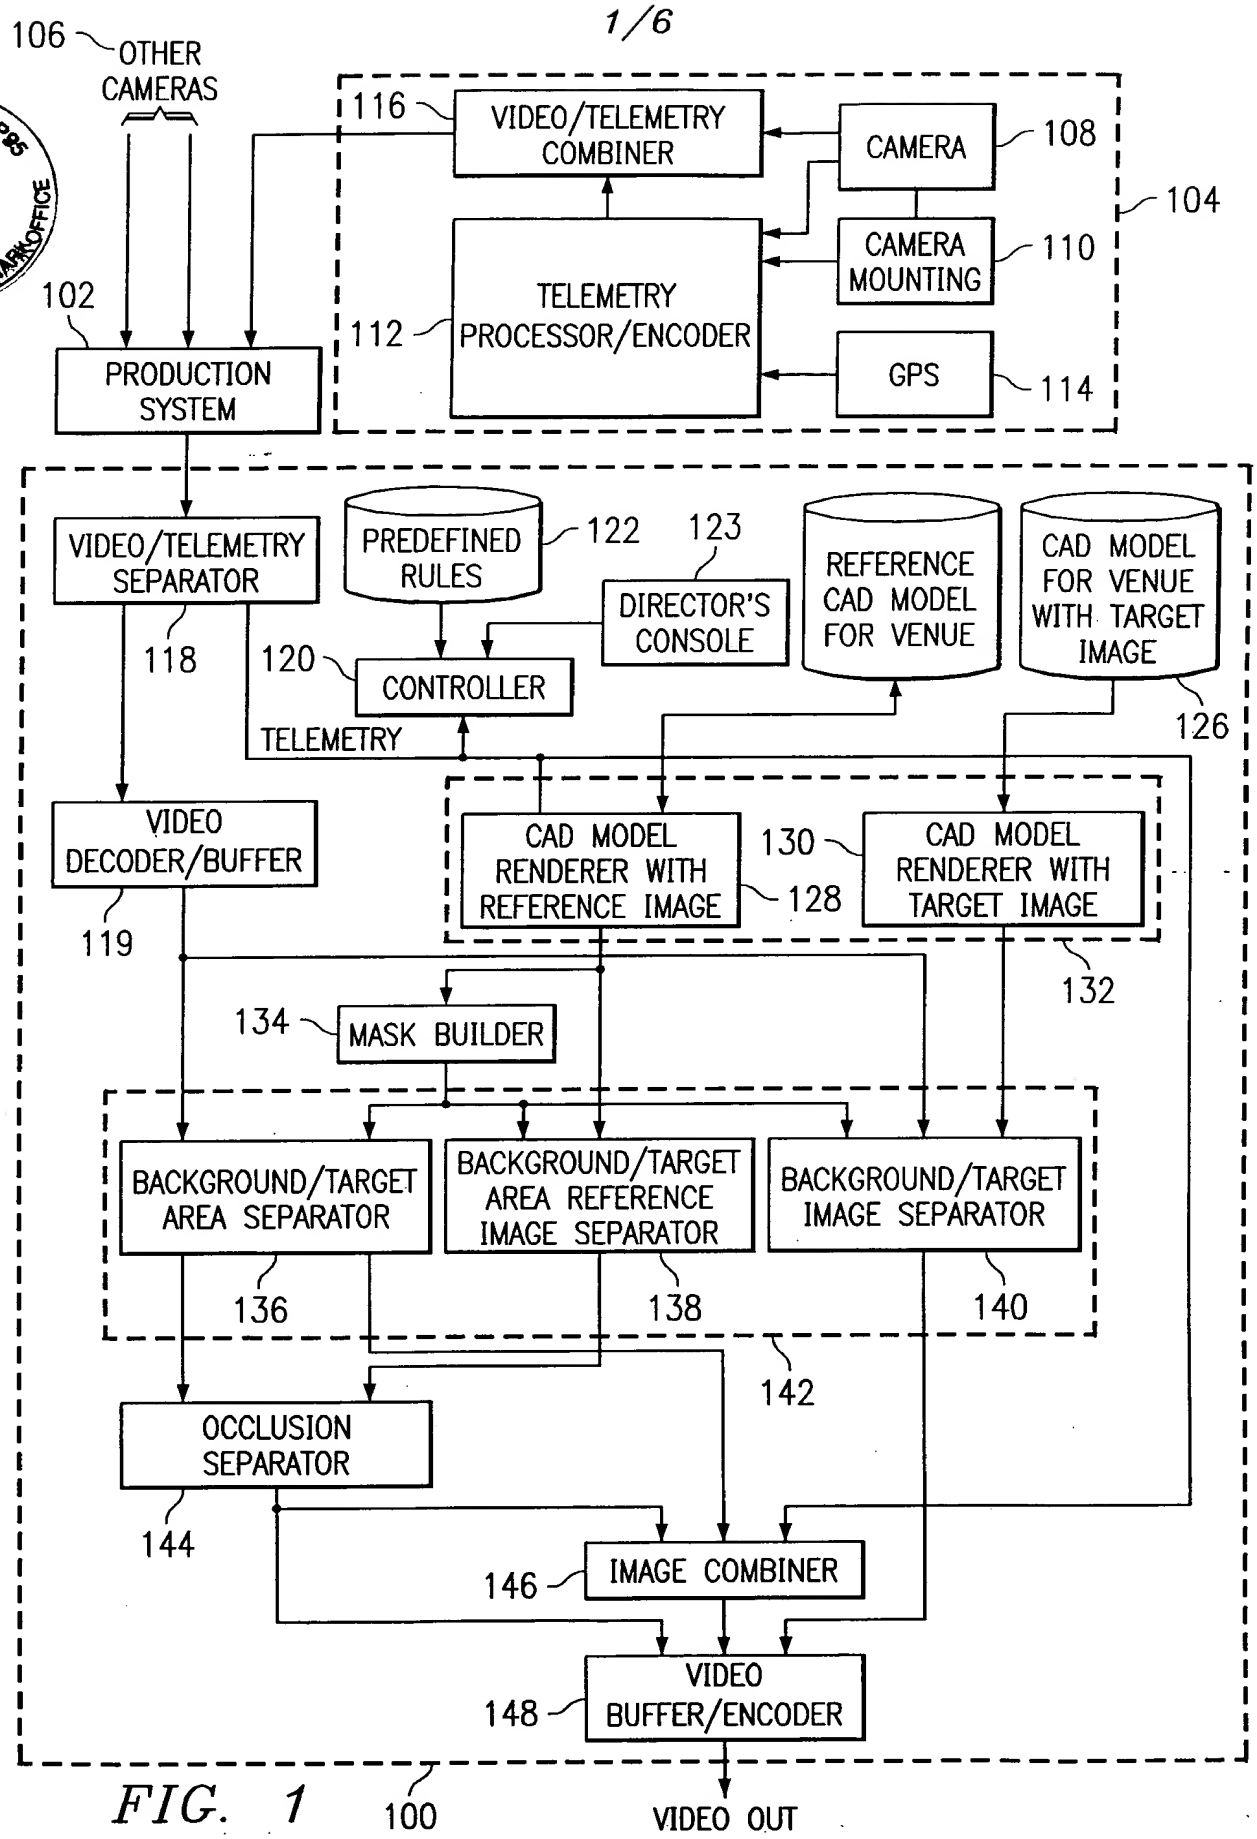 1/6
106
OTHER
CAMERAS
116
VIDEO/TELEMETRY
COMBINER
CAMERA
108
104
OFFICE
102
PRODUCTION
SYSTEM
112
TELEMETRY
PROCESSOR/ENCODER
CAMERA
MOUNTING
110
GPS
114
VIDEO/TELEMETRY
SEPARATOR
118
PREDEFINED
RULES
122
123
DIRECTOR'S
CONSOLE
120
CONTROLLER
REFERENCE
CAD MODEL
FOR VENUE
CAD MODEL
FOR VENUE
WITH TARGET
IMAGE
126
TELEMETRY
VIDEO
DECODER/BUFFER
119
CAD MODEL
RENDERER WITH
REFERENCE IMAGE
128
130
CAD MODEL
RENDERER WITH
TARGET IMAGE
132
134
MASK BUILDER
BACKGROUND/TARGET
AREA SEPARATOR
136
BACKGROUND/TARGET
AREA REFERENCE
IMAGE SEPARATOR
138
BACKGROUND/TARGET
IMAGE SEPARATOR
140
142
OCCLUSION
SEPARATOR
144
146
IMAGE COMBINER
148
VIDEO
BUFFER/ENCODER
FIG. 1
100
VIDEO OUT